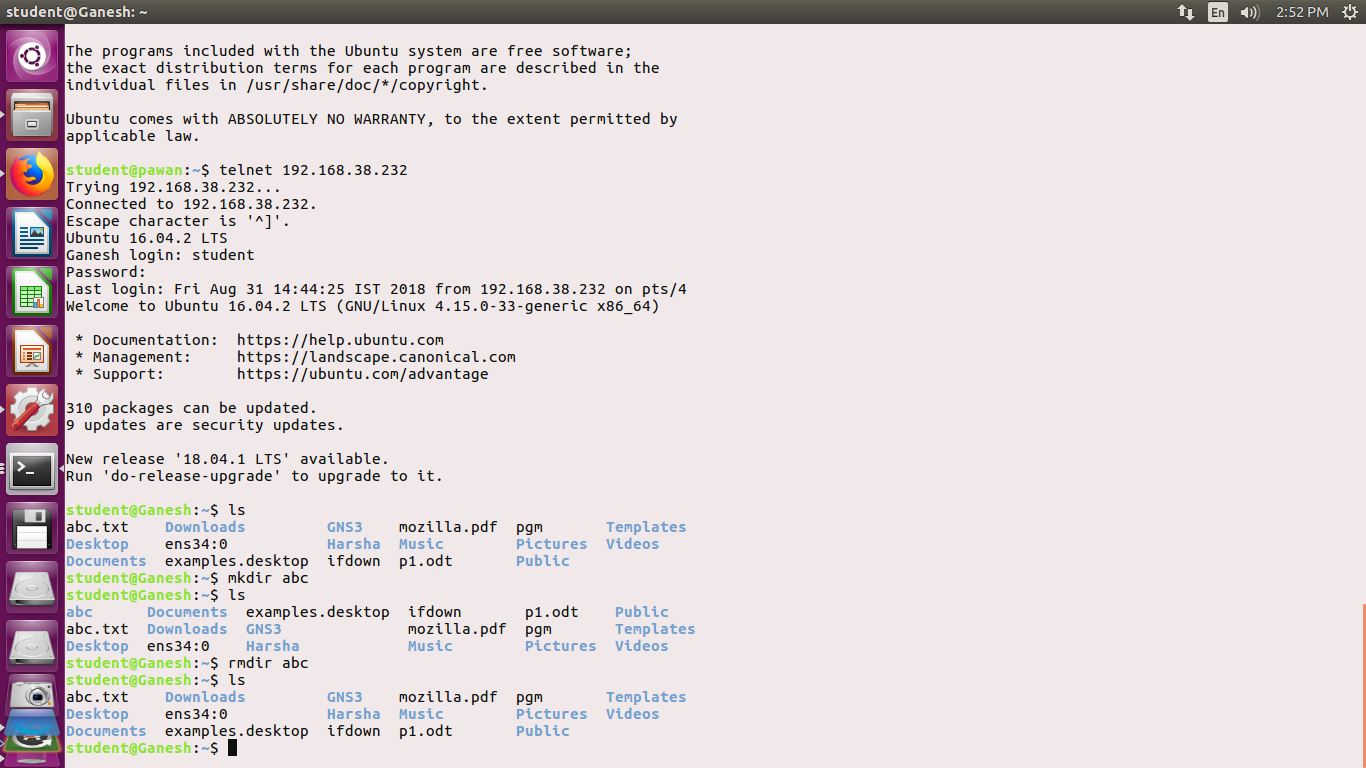 student@Ganesh: ~
En
2:52 PM
The programs included with the Ubuntu system are free software;
the exact distribution terms for each program are described in the
individual files in /usr/share/doc/*/copyright.
Ubuntu comes with ABSOLUTELY NO WARRANTY, to the extent permitted by
applicable law.
student@pawan:~$ telnet 192.168.38.232
Trying 192.168.38.232...
Connected to 192.168.38.232.
Escape character is '^]'.
Ubuntu 16.04.2 LTS
Ganesh login: student
Password:
Last login: Fri Aug 31 14:44:25 IST 2018 from 192.168.38.232 on pts/4
Welcome to Ubuntu 16.04.2 LTS (GNU/Linux 4.15.0-33-generic x86_64)
* Documentation:  https://help.ubuntu.com
* Management:     https://landscape.canonical.com
* Support:        https://ubuntu.com/advantage
310 packages can be updated.
9 updates are security updates.
New release '18.04.1 LTS' available.
Run 'do-release-upgrade' to upgrade to it.
student@Ganesh:~$ ls
abc.txt    Downloads         GNS3    mozilla.pdf  pgm       Templates
Desktop    ens34:0           Harsha  Music        Pictures  Videos
Documents  examples.desktop  ifdown  p1.odt       Public
student@Ganesh:~$ mkdir abc
student@Ganesh:~$ ls
abc      Documents  examples.desktop  ifdown       p1.odt    Public
abc.txt  Downloads  GNS3              mozilla.pdf  pgm       Templates
Desktop  ens34:0    Harsha            Music        Pictures  Videos
student@Ganesh:~$ rmdir abc
student@Ganesh:~$ ls
abc.txt    Downloads         GNS3    mozilla.pdf  pgm       Templates
Desktop    ens34:0           Harsha  Music        Pictures  Videos
Documents  examples.desktop  ifdown  p1.odt       Public
student@Ganesh:~$